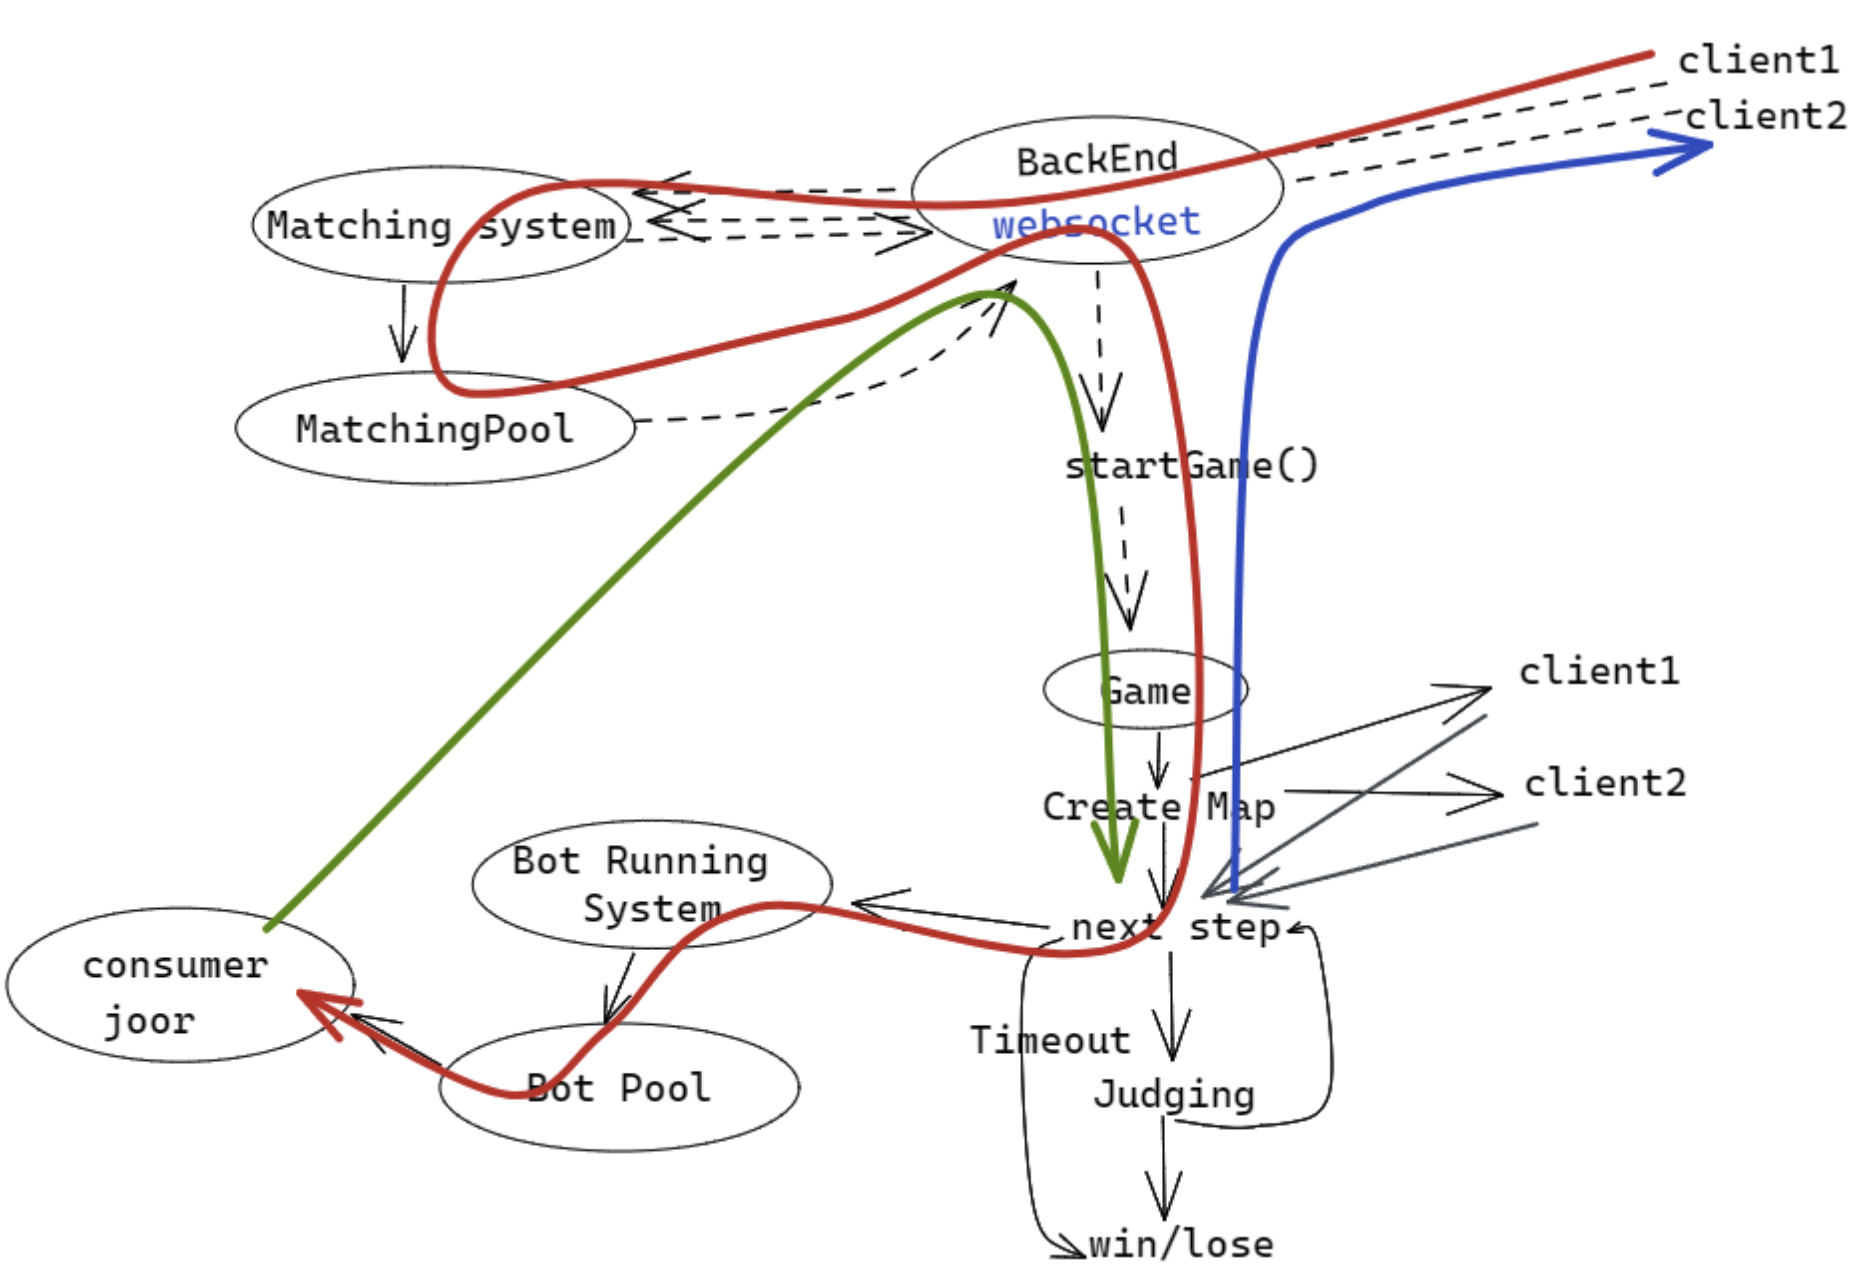 client1
client2
BackEnd
websocket
Matching system
MatchingPool
startGame()
Game
client1
client2
Create Map
Bot Running
System
next step
consumer
joor
Timeout
Bot Pool
Judging
win/lose